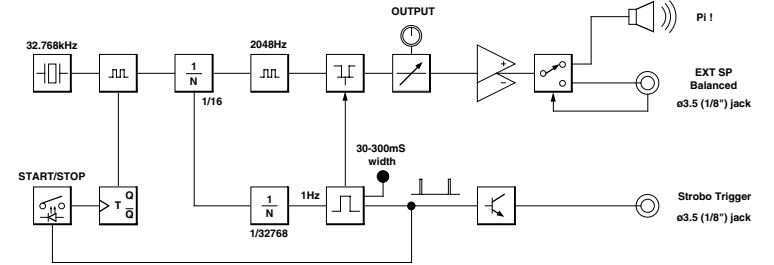 OUTPUT
Pi !
32.768kHz
2048Hz
1
N
1/16
+
−
EXT SP
Balanced
ø3.5 (1/8") jack
30-300mS
width
START/STOP
T
Q
Q
1
N
1/32768
1Hz
Strobo Trigger
ø3.5 (1/8") jack